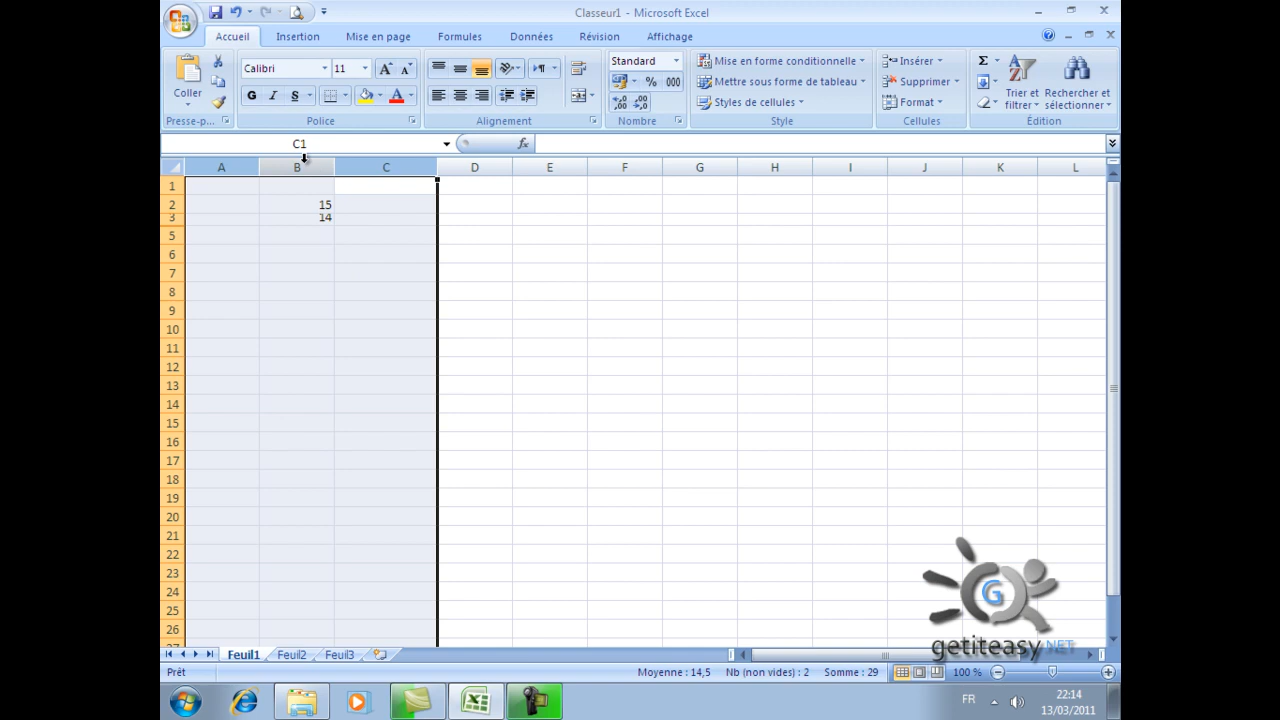 Classeur1 - Microsoft Excel
Accueil Insertion Mise en page Formules Données Révision Affichage
Coller
Presse-p...
Calibri 11
G I S
Police
Alignement
Standard
% 000
Nombre
Mise en forme conditionnelle
Mettre sous forme de tableau
Styles de cellules
Style
Insérer
Supprimer
Format
Cellules
Σ
Trier et filtrer
Rechercher et sélectionner
Édition
C1 fx
A B C D E F G H I J K L
1
2 15
3 14
5
6
7
8
9
10
11
12
13
14
15
16
17
18
19
20
21
22
23
24
25
26
27
G
getiteasy.NET
Feuil1 Feuil2 Feuil3
Prêt Moyenne : 14,5 Nb (non vides) : 2 Somme : 29 100 %
FR 22:14
13/03/2011